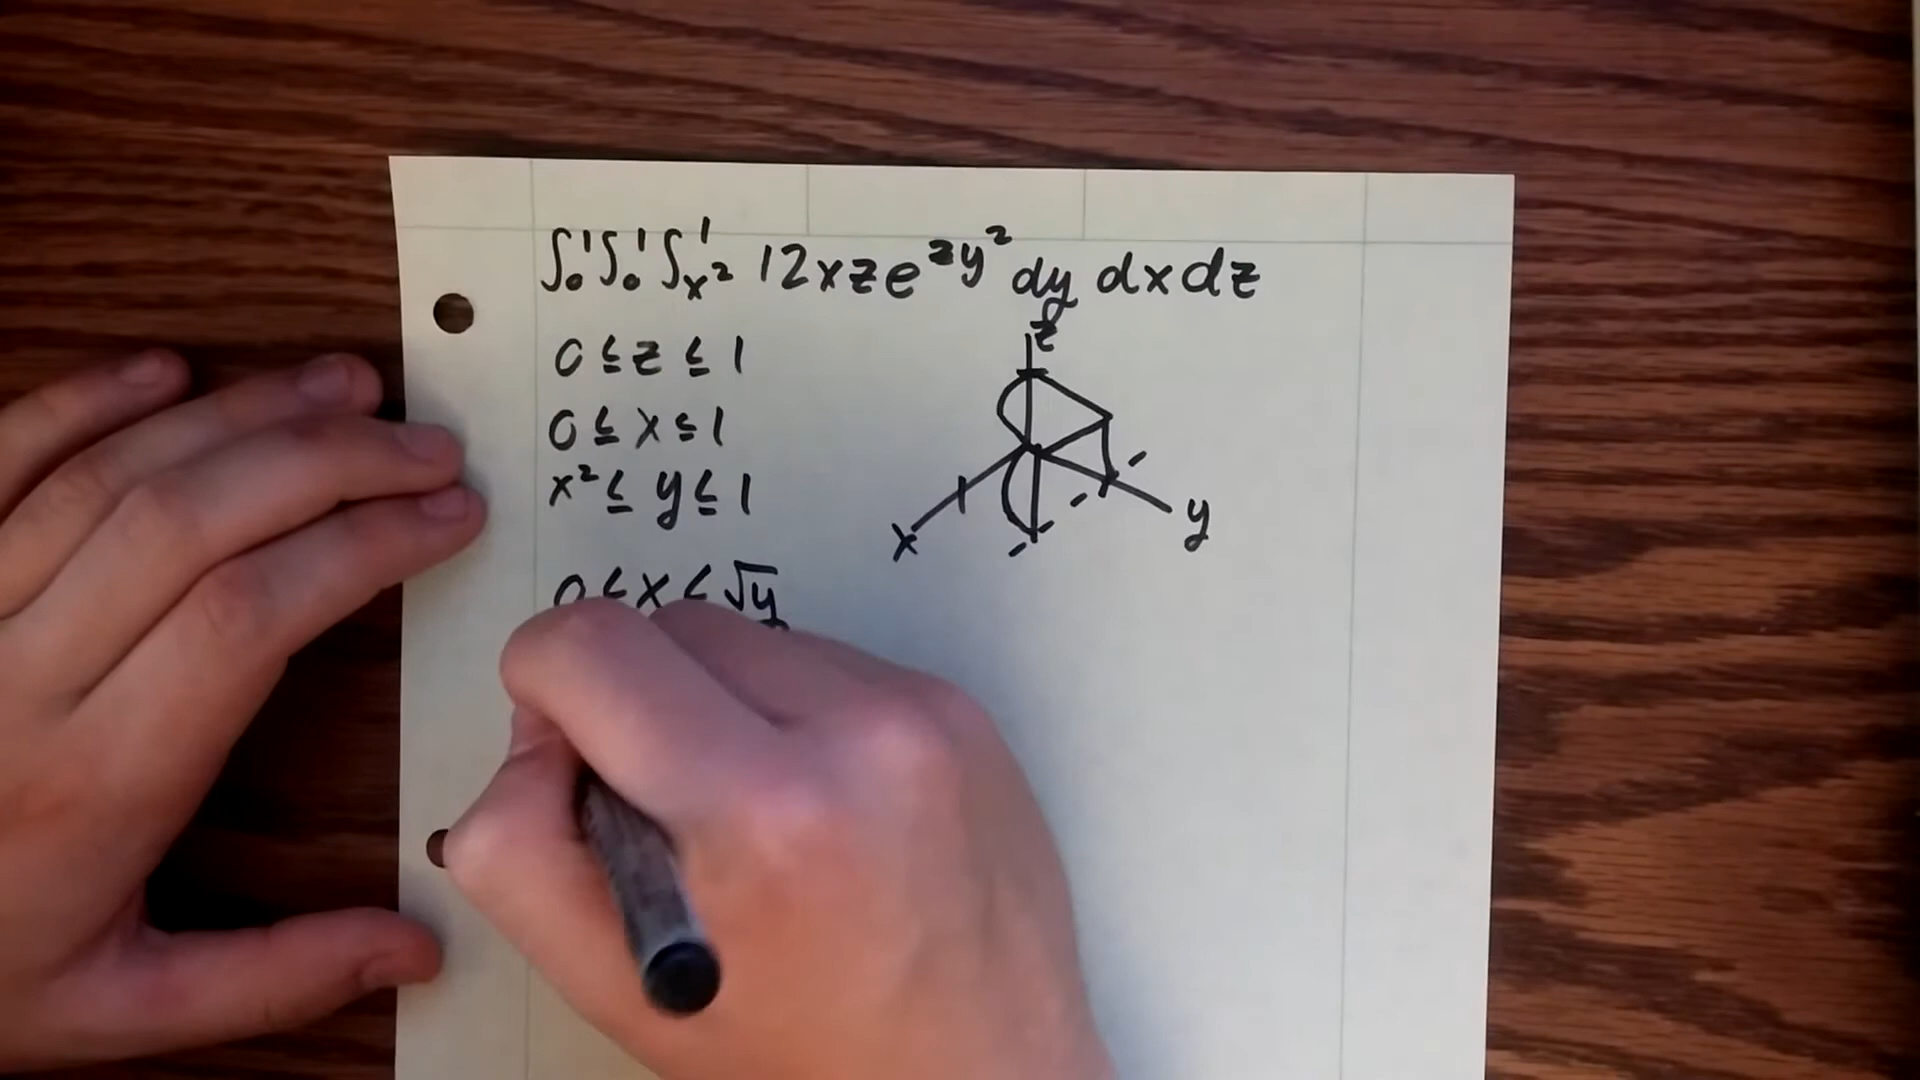 ∫₀¹∫₀¹∫ₓ²¹ 12xze^zy² dy dx dz
0 ≤ z ≤ 1
z
0 ≤ x ≤ 1
x² ≤ y ≤ 1
x
y
0 ≤ x ≤ √y